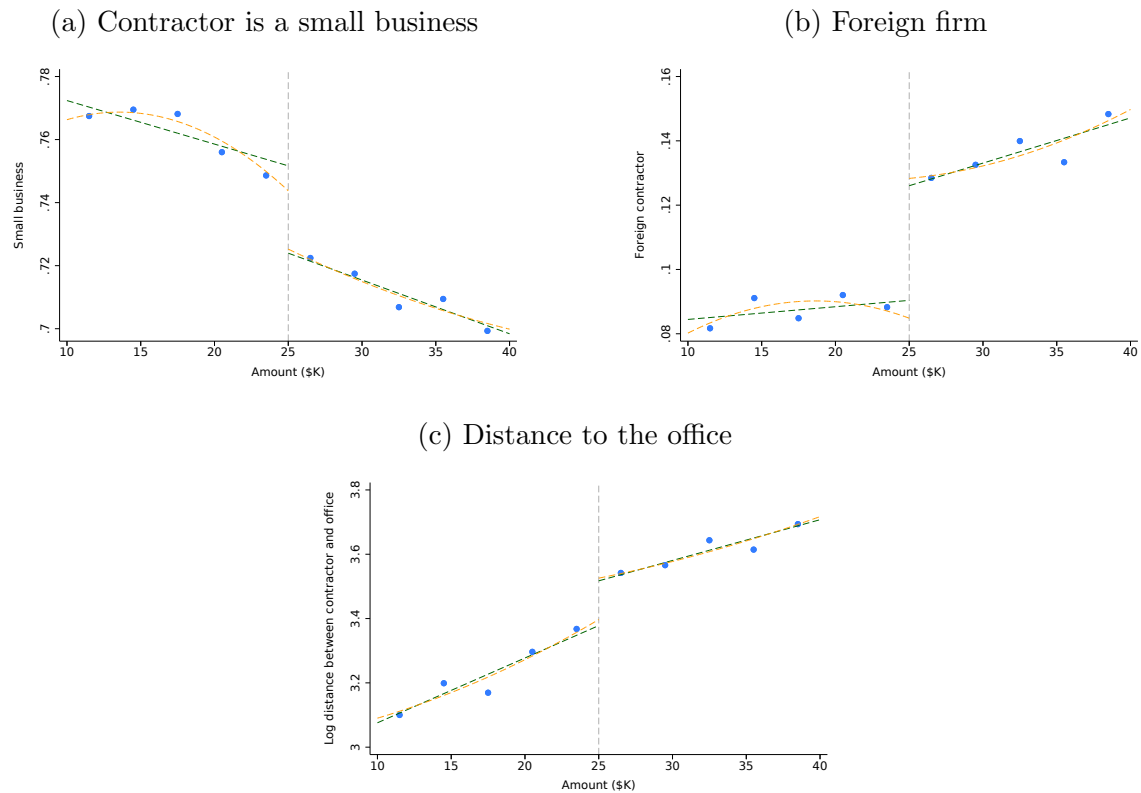 (a) Contractor is a small business
.78
.76
.74
.72
.7
Small business
10 15 20 25 30 35 40
Amount ($K)
(b) Foreign firm
.16
.14
.12
.1
.08
Foreign contractor
10 15 20 25 30 35 40
Amount ($K)
(c) Distance to the office
3.8
3.6
3.4
3.2
3
Log distance between contractor and office
10 15 20 25 30 35 40
Amount ($K)